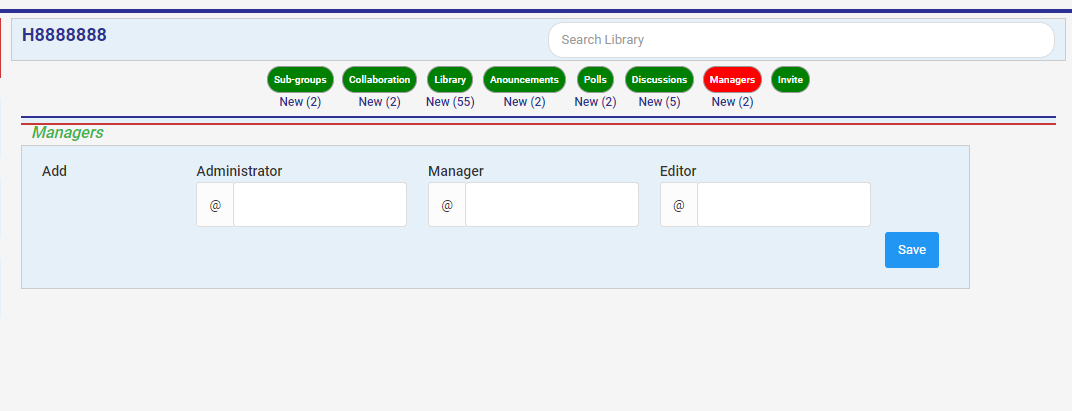 H8888888
Search Library
Sub-groups Collaboration Library Anouncements Polls Discussions Managers Invite
New (2) New (2) New (55) New (2) New (2) New (5) New (2)
Managers
Add Administrator Manager Editor
@ @ @
Save